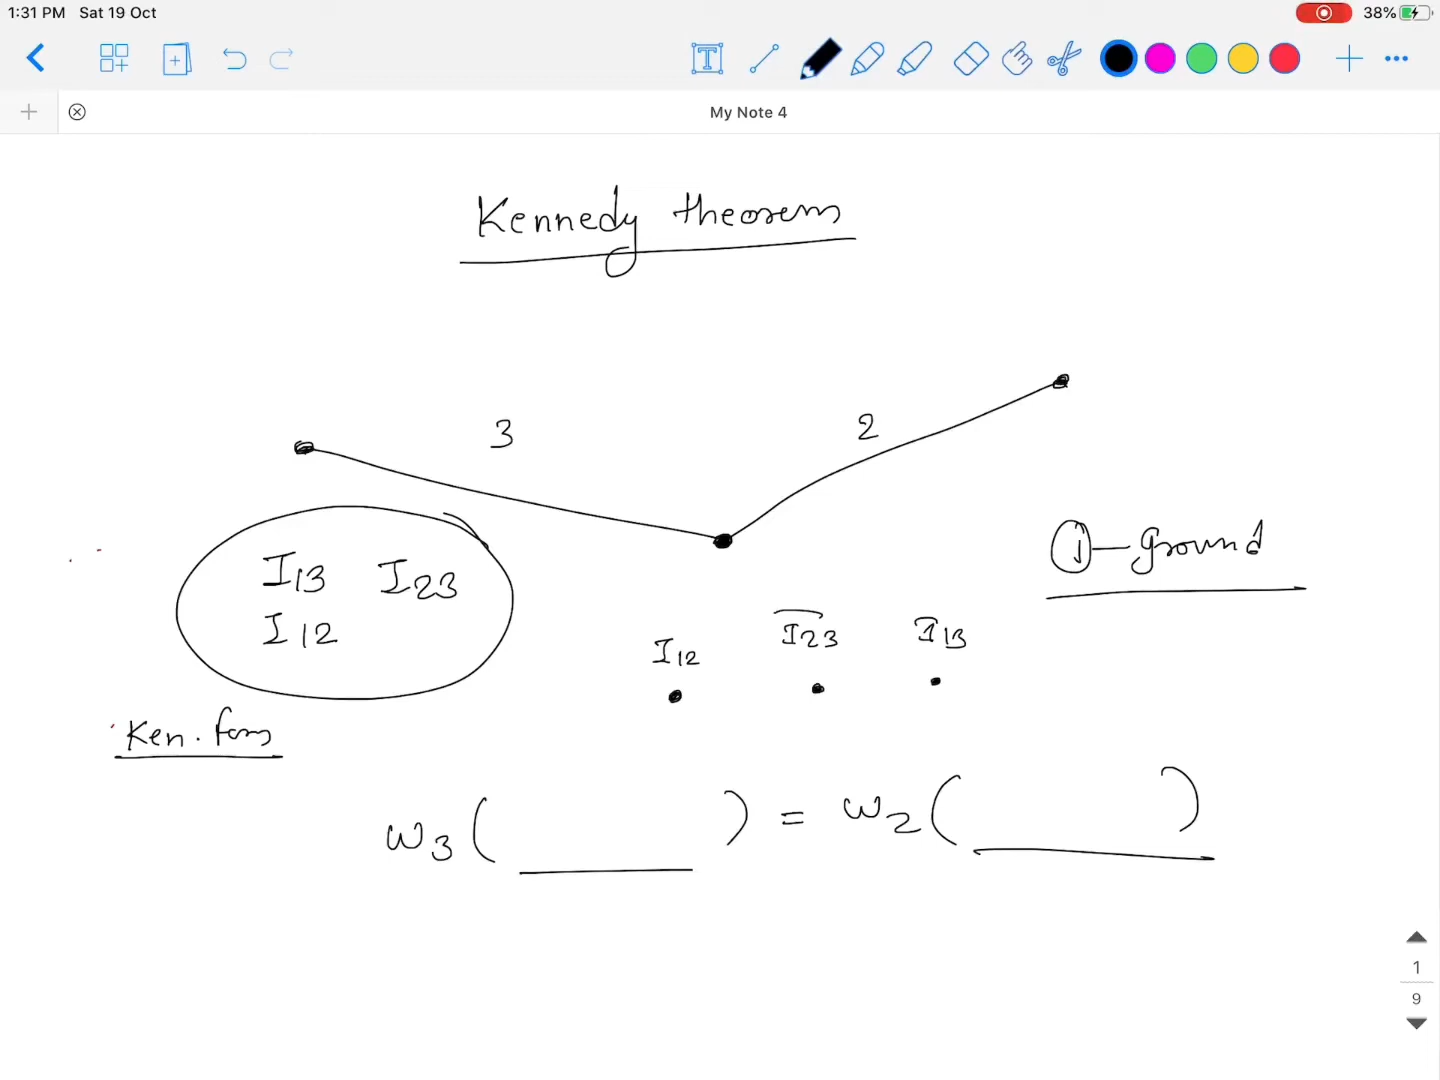 1:31 PM Sat 19 Oct 38%
My Note 4
Kennedy theorem
3 2
①—ground
I13 I23
I12
I12 I23 I13
Ken.
ω3( ) = ω2( )
1
9